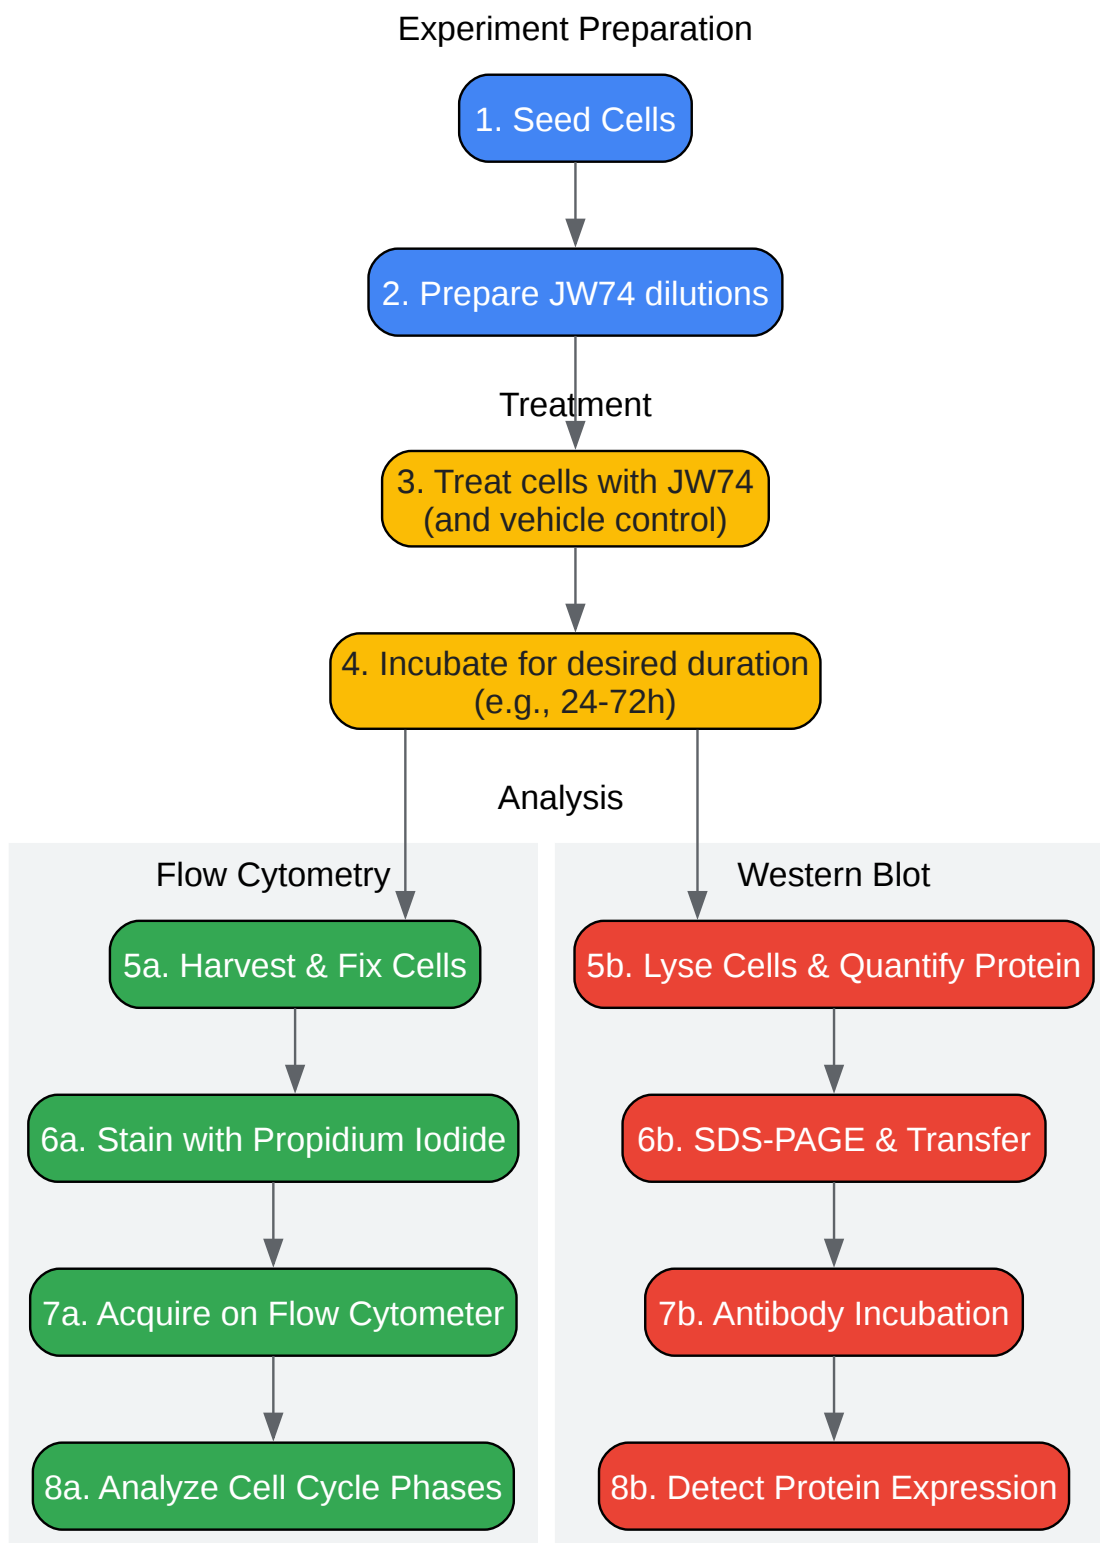 Experiment Preparation
1. Seed Cells
2. Prepare JW74 dilutions
Treatment
3. Treat cells with JW74
(and vehicle control)
4. Incubate for desired duration
(e.g., 24-72h)
Analysis
Flow Cytometry
5a. Harvest & Fix Cells
6a. Stain with Propidium Iodide
7a. Acquire on Flow Cytometer
8a. Analyze Cell Cycle Phases
Western Blot
5b. Lyse Cells & Quantify Protein
6b. SDS-PAGE & Transfer
7b. Antibody Incubation
8b. Detect Protein Expression